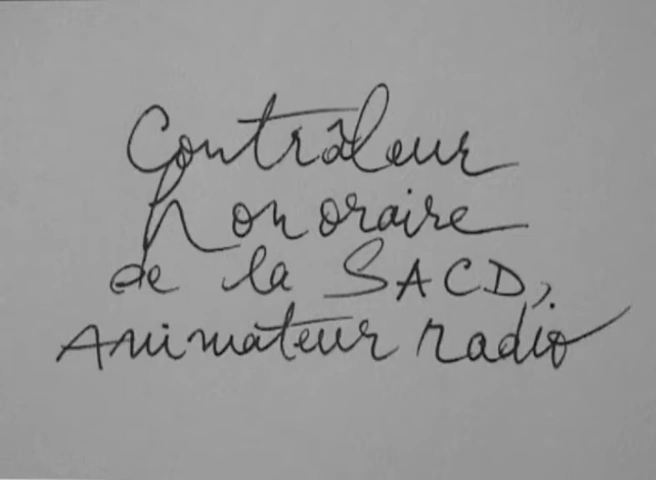 Contrôleur
honoraire
de la SACD,
Animateur radio